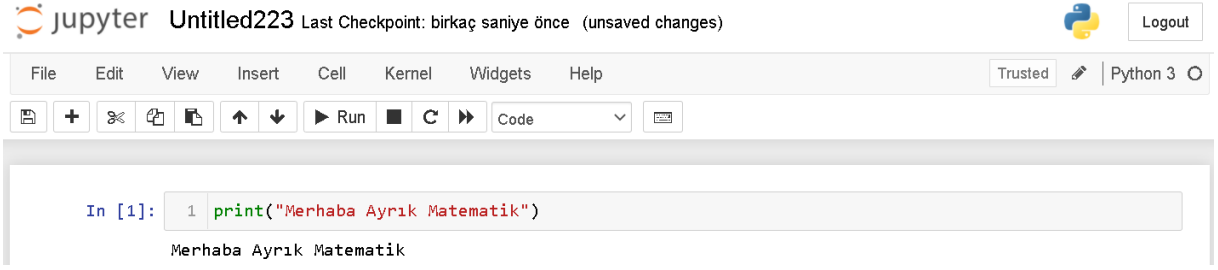 jupyter Untitled223 Last Checkpoint: birkaç saniye önce (unsaved changes) Logout
File Edit View Insert Cell Kernel Widgets Help Trusted Python 3
Run Code
In [1]: 1 print("Merhaba Ayrık Matematik")
Merhaba Ayrık Matematik